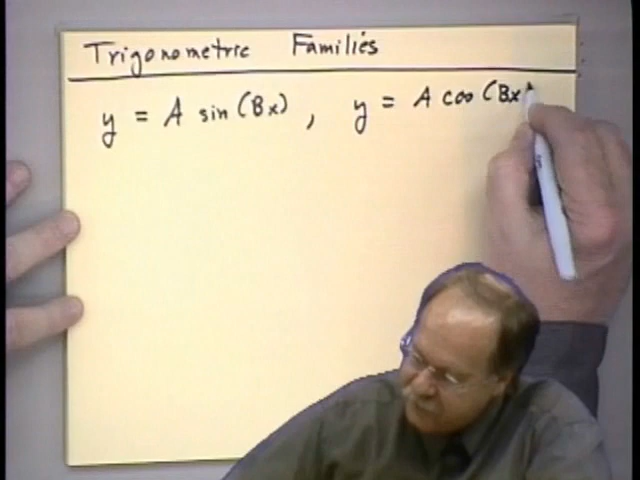 Trigonometric Families
y = A sin (Bx) , y = A cos (Bx)